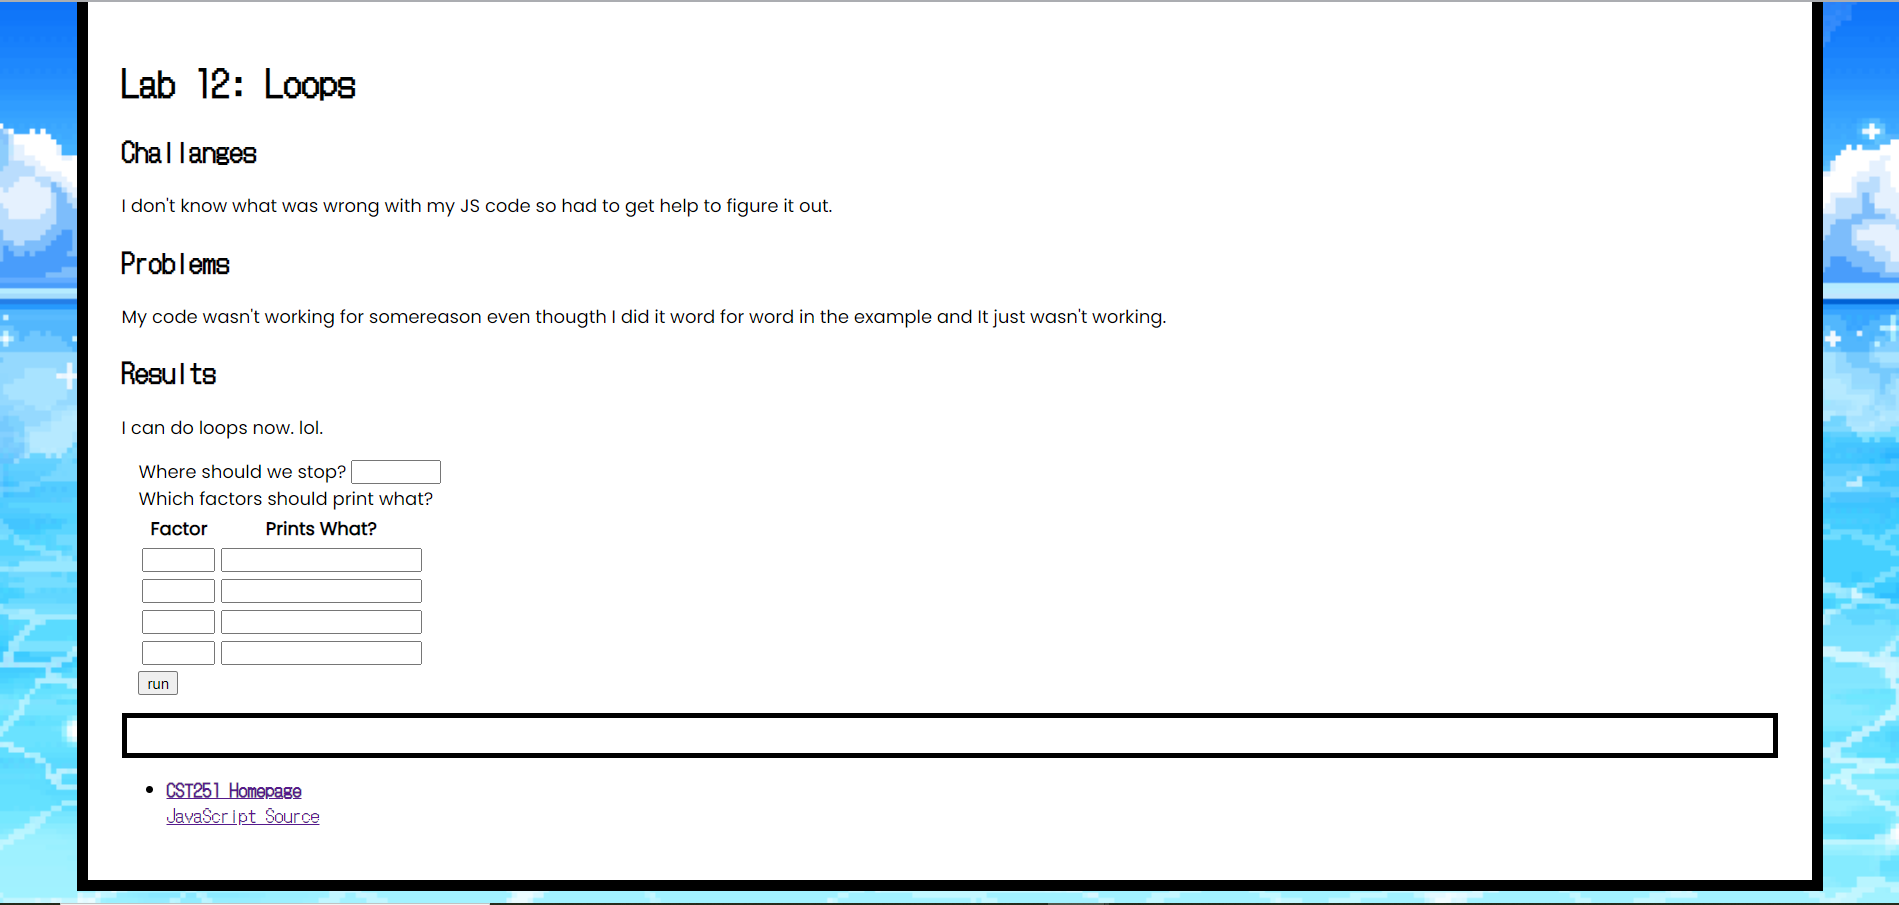 Lab 12: Loops
Challanges
I don't know what was wrong with my JS code so had to get help to figure it out.
Problems
My code wasn't working for somereason even thougth I did it word for word in the example and It just wasn't working.
Results
I can do loops now. lol.
Where should we stop?
Which factors should print what?
Factor Prints What?
run
CST251 Homepage
JavaScript Source